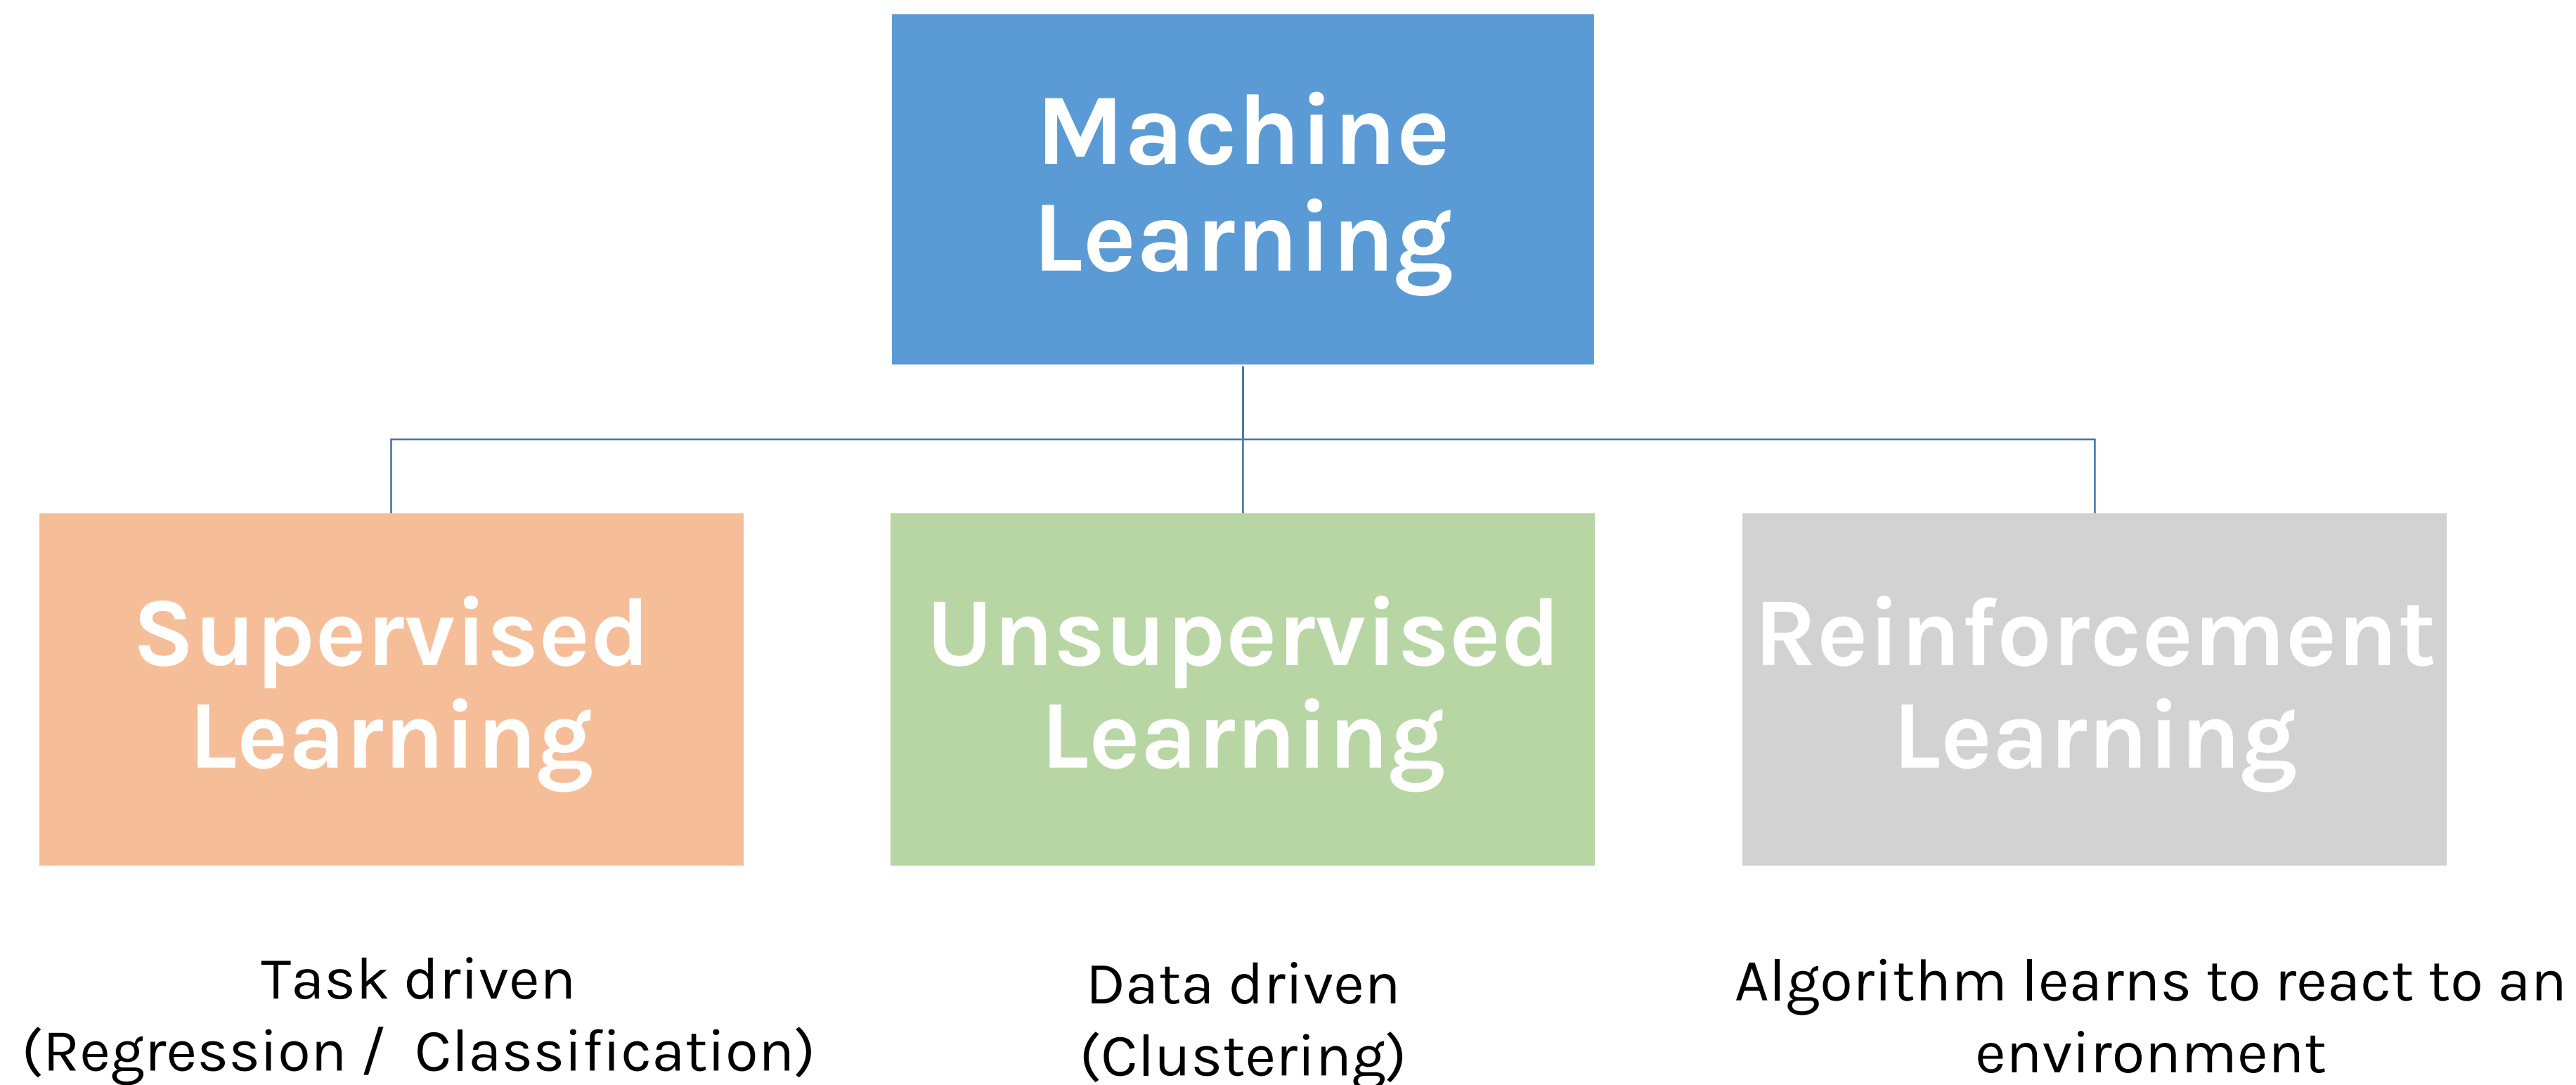 Machine
Learning
Supervised
Learning
Unsupervised
Learning
Reinforcement
Learning
Task driven
(Regression / Classification)
Data driven
(Clustering)
Algorithm learns to react to an
environment